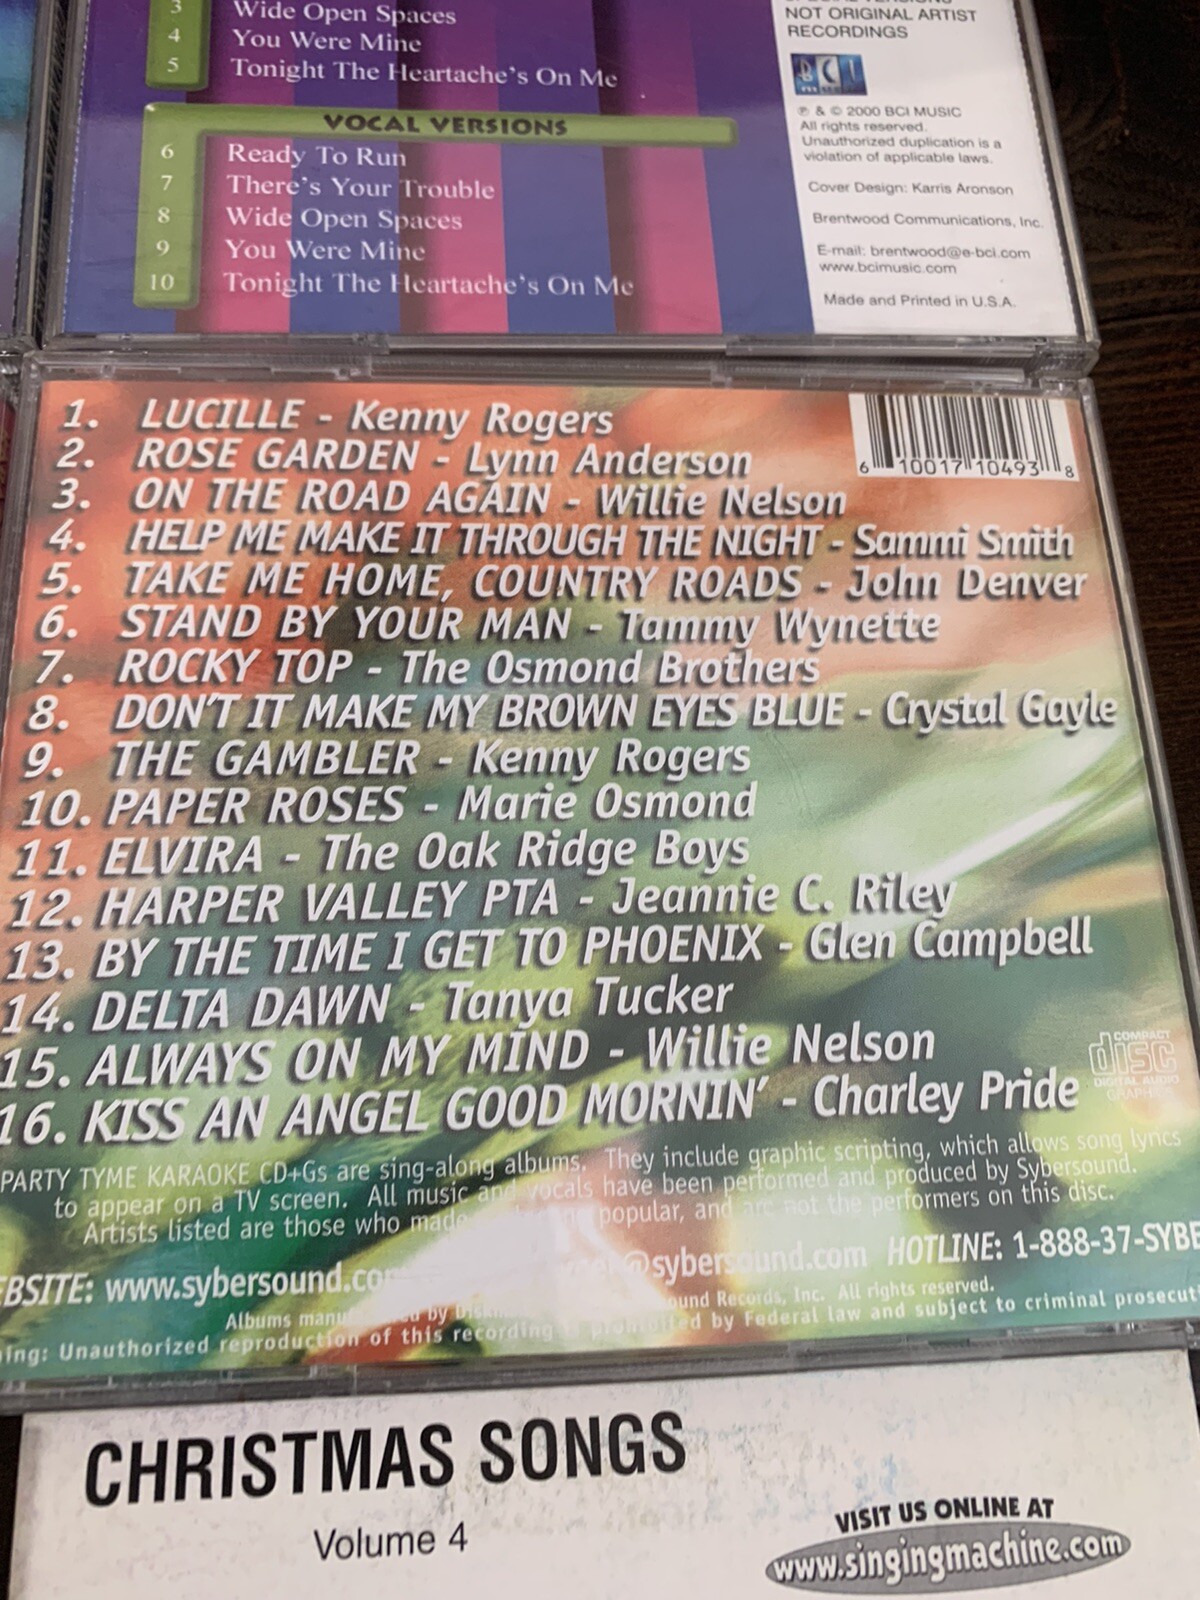 3 Wide Open Spaces
4 You Were Mine
5 Tonight The Heartache's On Me
VOCAL VERSIONS
6 Ready To Run
7 There's Your Trouble
8 Wide Open Spaces
9 You Were Mine
10 Tonight The Heartache's On Me
NOT ORIGINAL ARTIST
RECORDINGS
BCI
℗ & © 2000 BCI MUSIC
All rights reserved.
Unauthorized duplication is a
violation of applicable laws.
Cover Design: Karris Aronson
Brentwood Communications, Inc.
E-mail: brentwood@e-bci.com
www.bcimusic.com
Made and Printed in U.S.A.
6 10017 10493 8
1. LUCILLE - Kenny Rogers
2. ROSE GARDEN - Lynn Anderson
3. ON THE ROAD AGAIN - Willie Nelson
4. HELP ME MAKE IT THROUGH THE NIGHT - Sammi Smith
5. TAKE ME HOME, COUNTRY ROADS - John Denver
6. STAND BY YOUR MAN - Tammy Wynette
7. ROCKY TOP - The Osmond Brothers
8. DON'T IT MAKE MY BROWN EYES BLUE - Crystal Gayle
9. THE GAMBLER - Kenny Rogers
10. PAPER ROSES - Marie Osmond
11. ELVIRA - The Oak Ridge Boys
12. HARPER VALLEY PTA - Jeannie C. Riley
13. BY THE TIME I GET TO PHOENIX - Glen Campbell
14. DELTA DAWN - Tanya Tucker
15. ALWAYS ON MY MIND - Willie Nelson
16. KISS AN ANGEL GOOD MORNIN' - Charley Pride
COMPACT
disc
DIGITAL AUDIO
GRAPHICS
PARTY TYME KARAOKE CD+Gs are sing-along albums. They include graphic scripting, which allows song lyrics
to appear on a TV screen. All music and vocals have been performed and produced by Sybersound.
Artists listed are those who made popular, and are not the performers on this disc.
EBSITE: www.sybersound.co @sybersound.com HOTLINE: 1-888-37-SYBE
Albums manu by ound Records, Inc. All rights reserved.
ing: Unauthorized reproduction of this recording prohibited by Federal law and subject to criminal prosecut
CHRISTMAS SONGS
Volume 4
VISIT US ONLINE AT
www.singingmachine.com